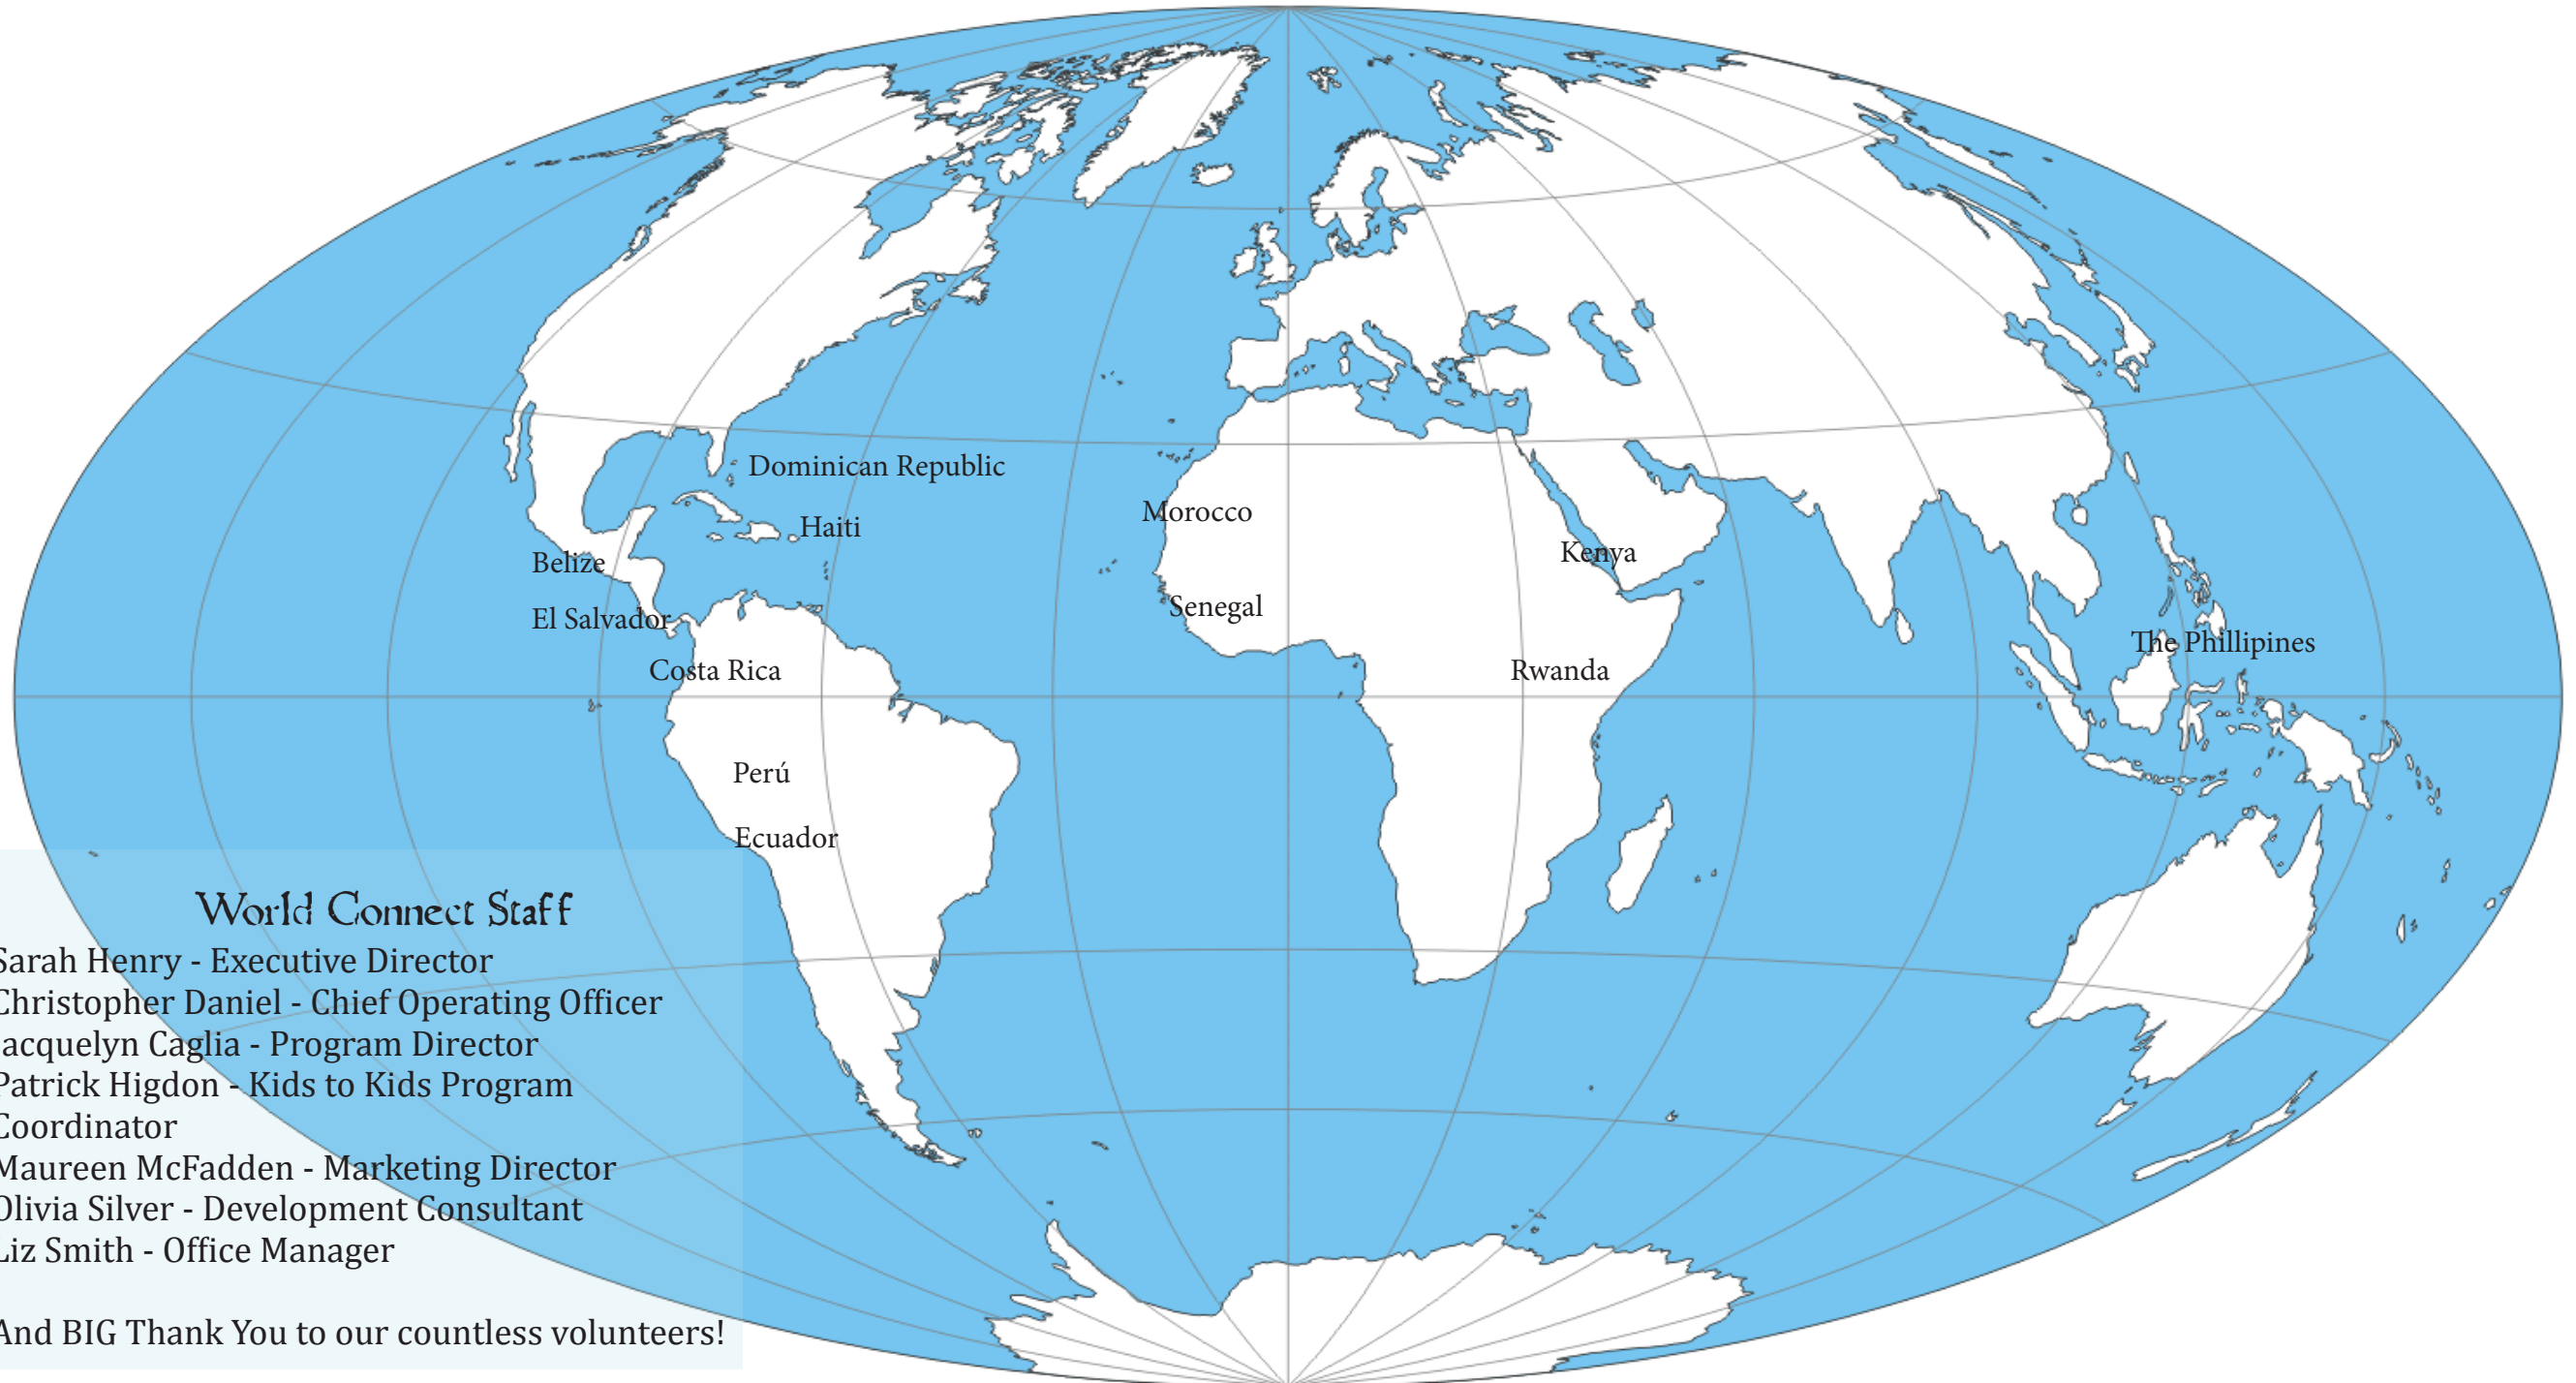 Dominican Republic
Morocco
Haiti
Kenya
Belize
Senegal
El Salvador
The Phillipines
Costa Rica
Rwanda
Perú
Ecuador
World Connect Staff
Sarah Henry - Executive Director
Christopher Daniel - Chief Operating Officer
acquelyn Caglia - Program Director
Patrick Higdon - Kids to Kids Program
Coordinator
Maureen McFadden - Marketing Director
Olivia Silver - Development Consultant
Liz Smith - Office Manager
And BIG Thank You to our countless volunteers!